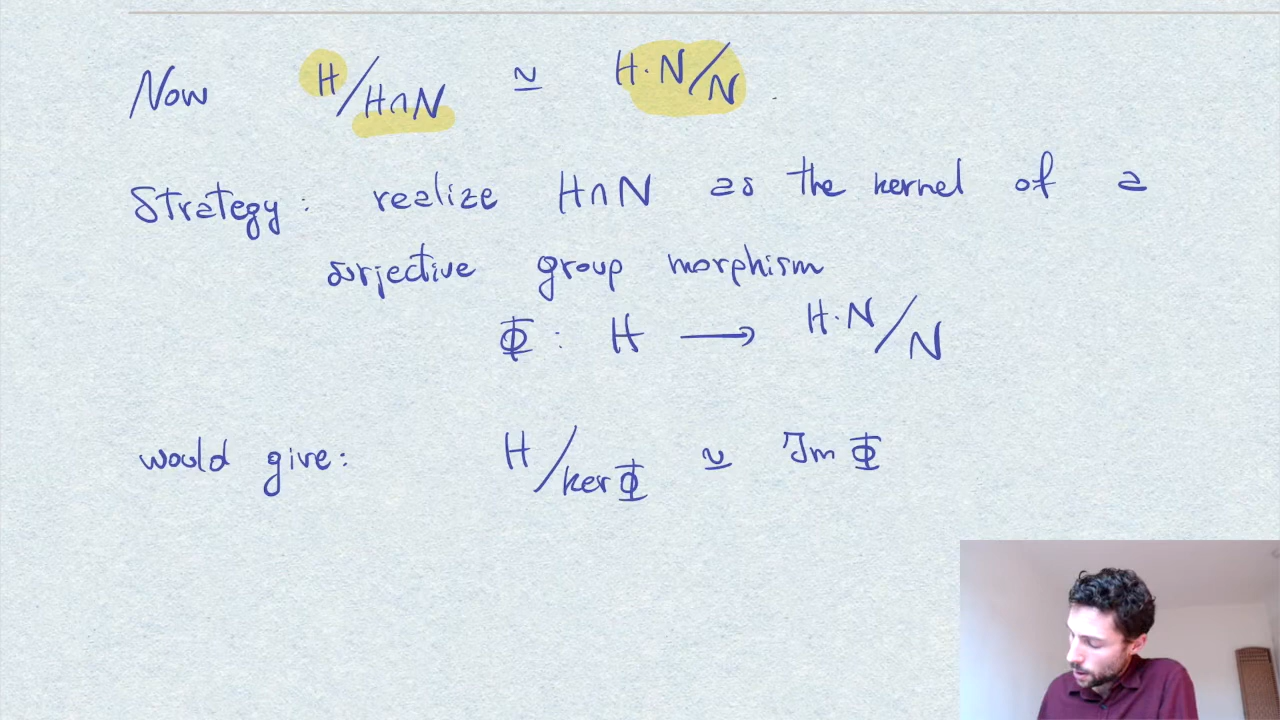 Now H/H∩N ≃ H·N/N .
Strategy: realize H∩N as the kernel of a
surjective group morphism
Φ : H ⟶ H·N/N
would give: H/ker Φ ≃ Im Φ